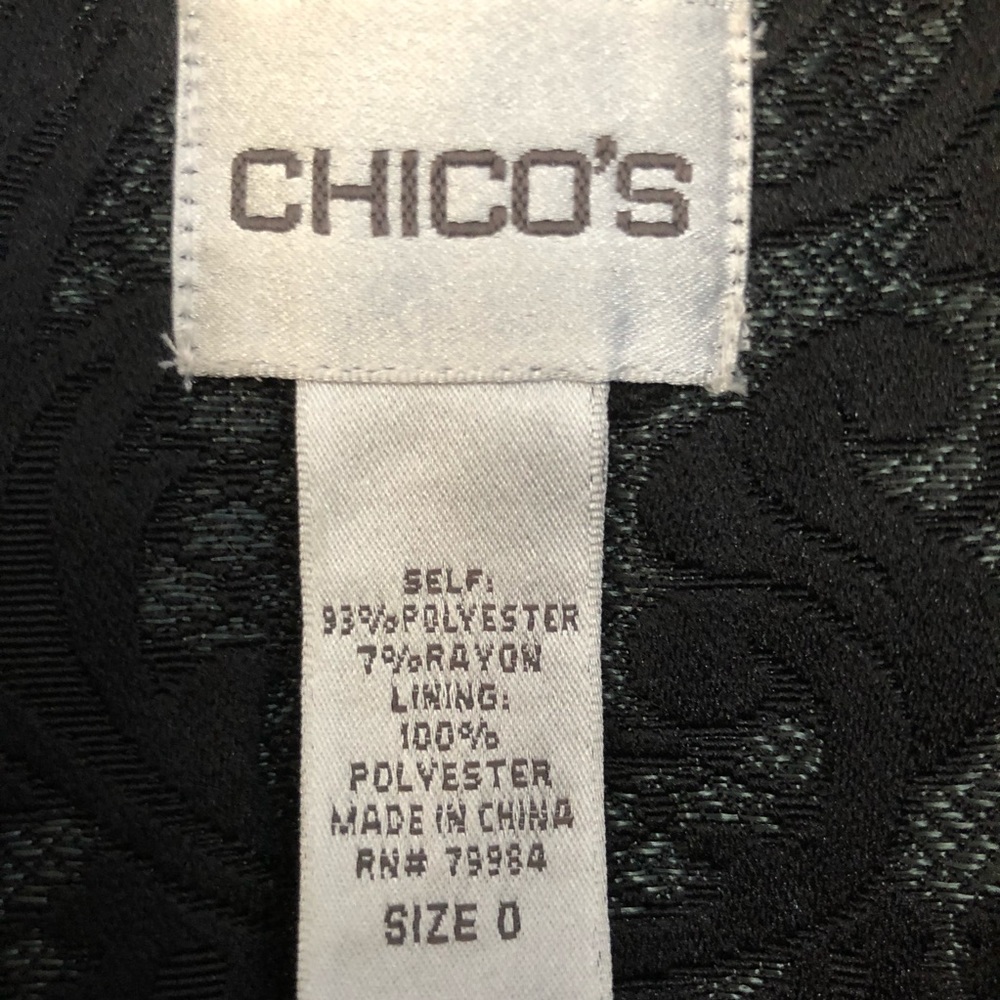 CHICO'S
SELF:
93%POLYESTER
7%RAYON
LINING:
100%
POLYESTER
MADE IN CHINA
RN# 79984
SIZE 0